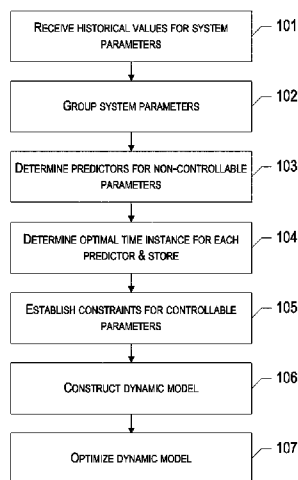 RECEIVE HISTORICAL VALUES FOR SYSTEM
PARAMETERS
101
GROUP SYSTEM PARAMETERS
102
DETERMINE PREDICTORS FOR NON-CONTROLLABLE
PARAMETERS
103
DETERMINE OPTIMAL TIME INSTANCE FOR EACH
PREDICTOR & STORE
104
ESTABLISH CONSTRAINTS FOR CONTROLLABLE
PARAMETERS
105
CONSTRUCT DYNAMIC MODEL
106
OPTIMIZE DYNAMIC MODEL
107